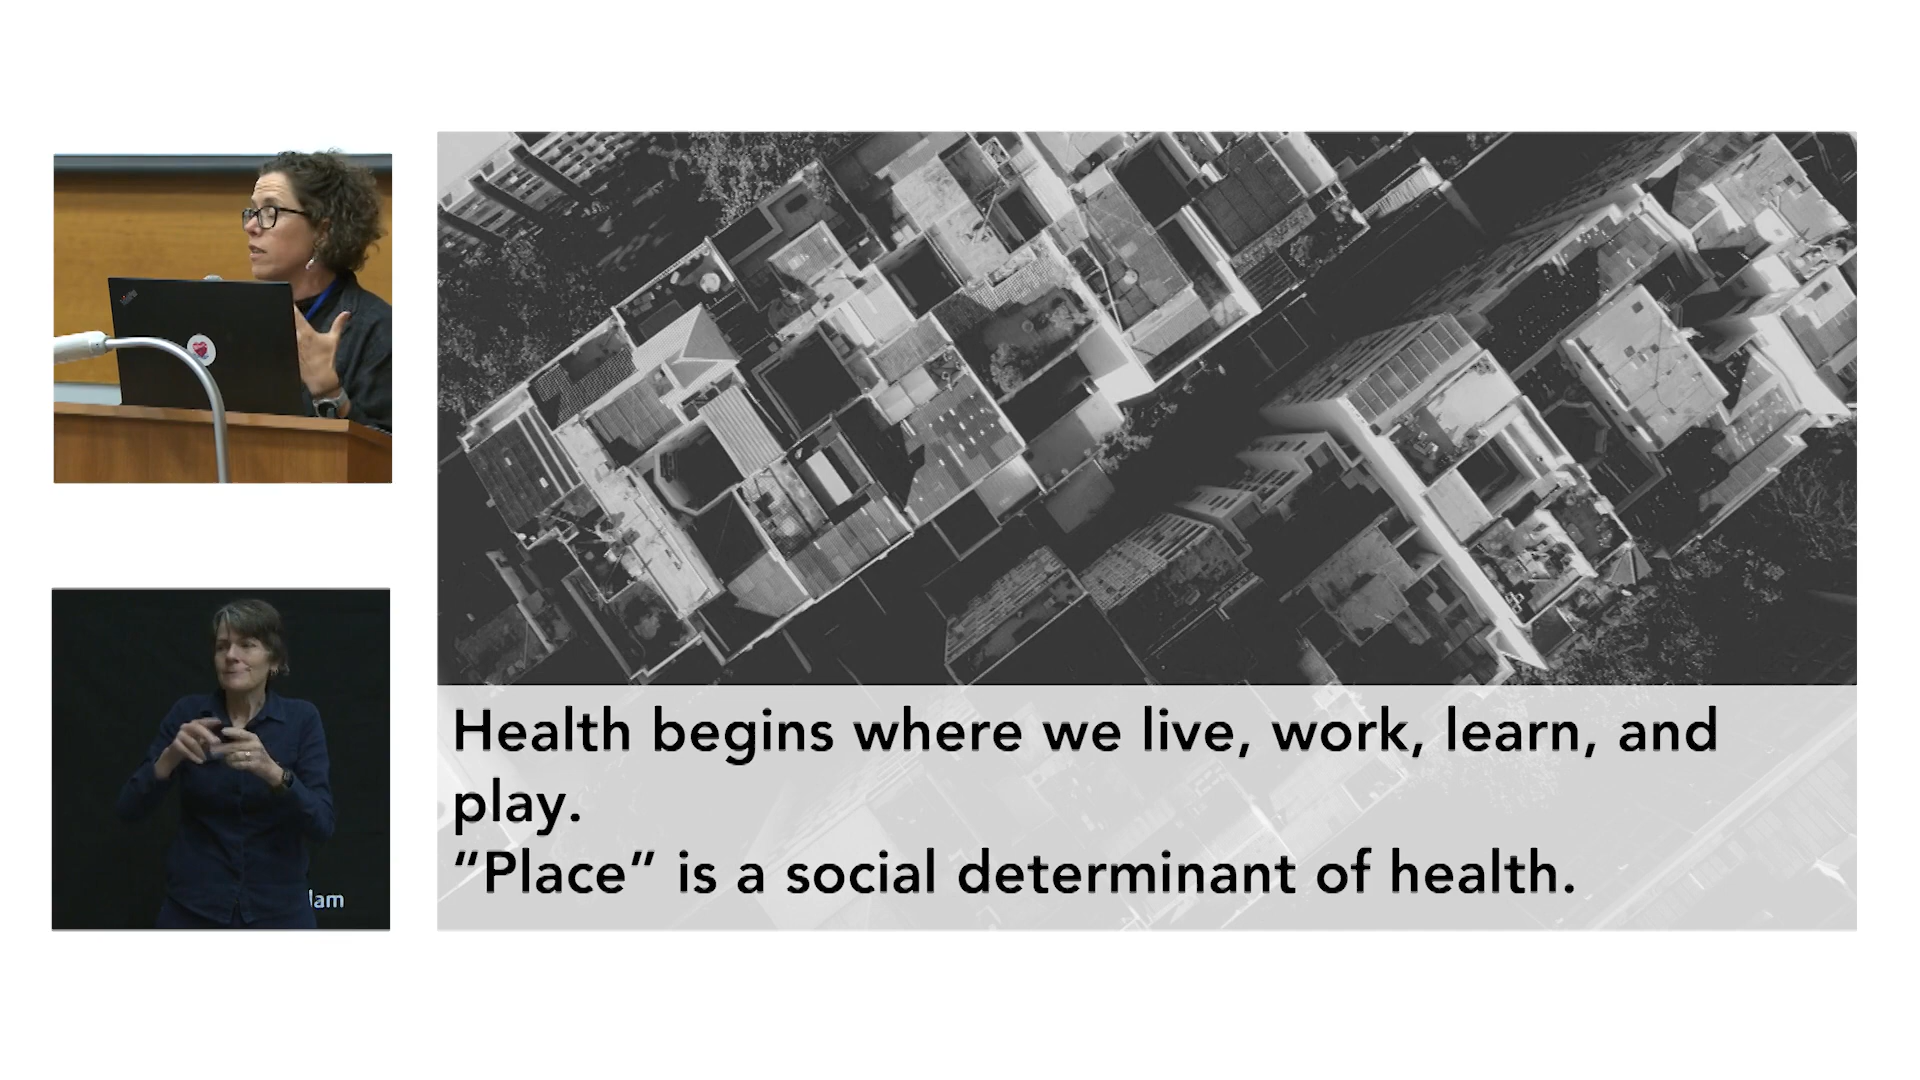 Health begins where we live, work, learn, and
play.
“Place” is a social determinant of health.
lam